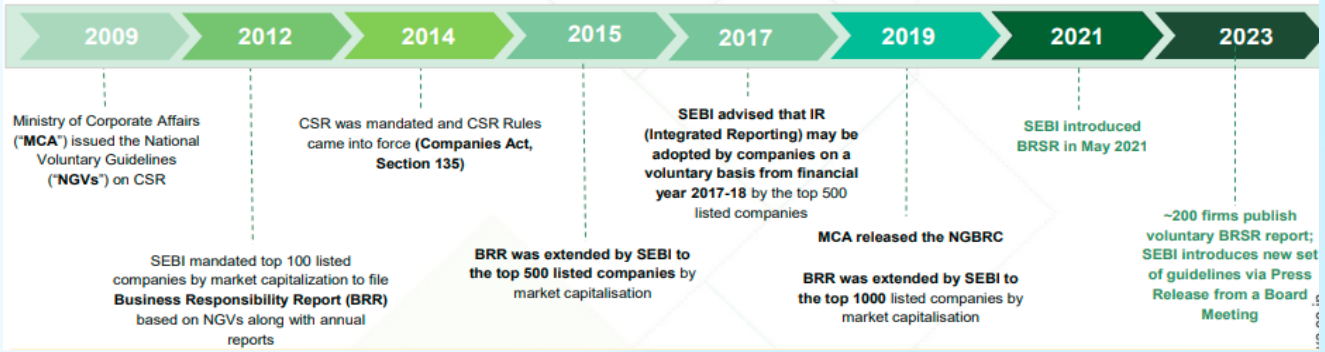 2009
2012
2014
2015
2017
2019
2021
2023
Ministry of Corporate Affairs
(“MCA”) issued the National
Voluntary Guidelines
(“NGVs”) on CSR
SEBI mandated top 100 listed
companies by market capitalization to file
Business Responsibility Report (BRR)
based on NGVs along with annual
reports
CSR was mandated and CSR Rules
came into force (Companies Act,
Section 135)
BRR was extended by SEBI to
the top 500 listed companies by
market capitalisation
SEBI advised that IR
(Integrated Reporting) may be
adopted by companies on a
voluntary basis from financial
year 2017-18 by the top 500
listed companies
MCA released the NGBRC
BRR was extended by SEBI to
the top 1000 listed companies by
market capitalisation
SEBI introduced
BRSR in May 2021
~200 firms publish
voluntary BRSR report;
SEBI introduces new set
of guidelines via Press
Release from a Board
Meeting